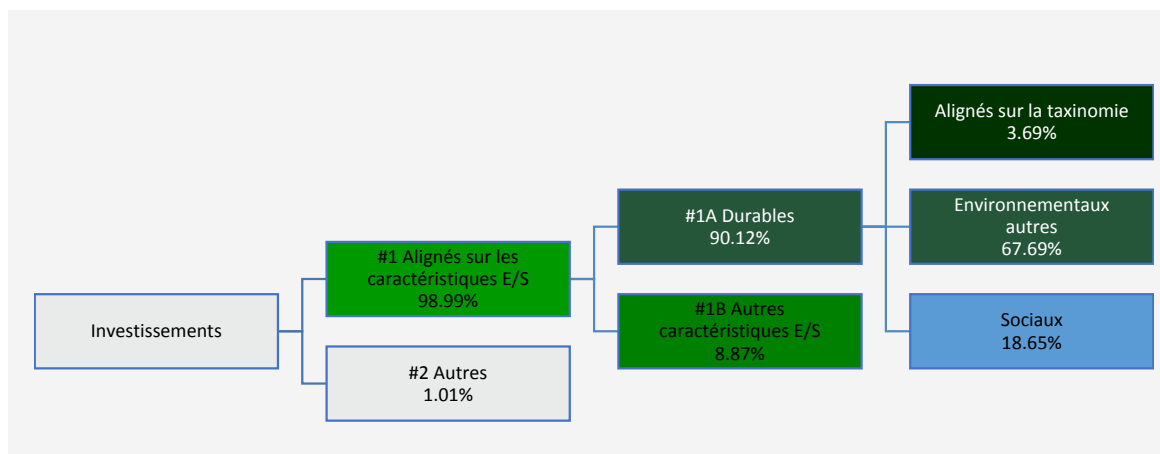 Investissements
#1 Alignés sur les
caractéristiques E/S
98.99%
#2 Autres
1.01%
#1A Durables
90.12%
#1B Autres
caractéristiques E/S
8.87%
Alignés sur la taxinomie
3.69%
Environnementaux
autres
67.69%
Sociaux
18.65%